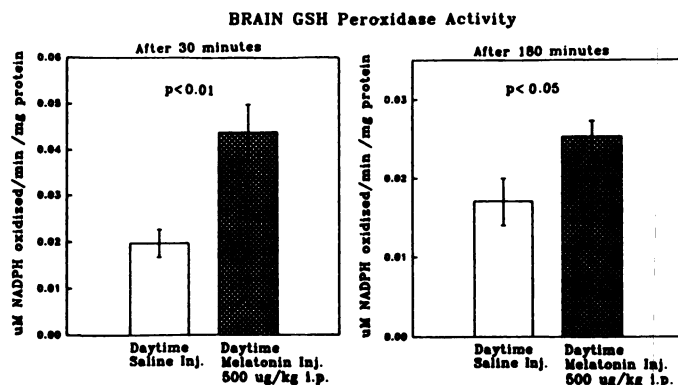 BRAIN GSH Peroxidase Activity
After 30 minutes
uM NADPH oxidized/min /mg protein
0.06
0.05
0.04
0.03
0.02
0.01
0.00
p<0.01
Daytime
Saline Inj.
Daytime
Melatonin Inj.
500 ug/kg i.p.
After 180 minutes
uM NADPH oxidized/min /mg protein
0.03
0.02
0.01
0.00
p<0.05
Daytime
Saline Inj.
Daytime
Melatonin Inj.
500 ug/kg i.p.